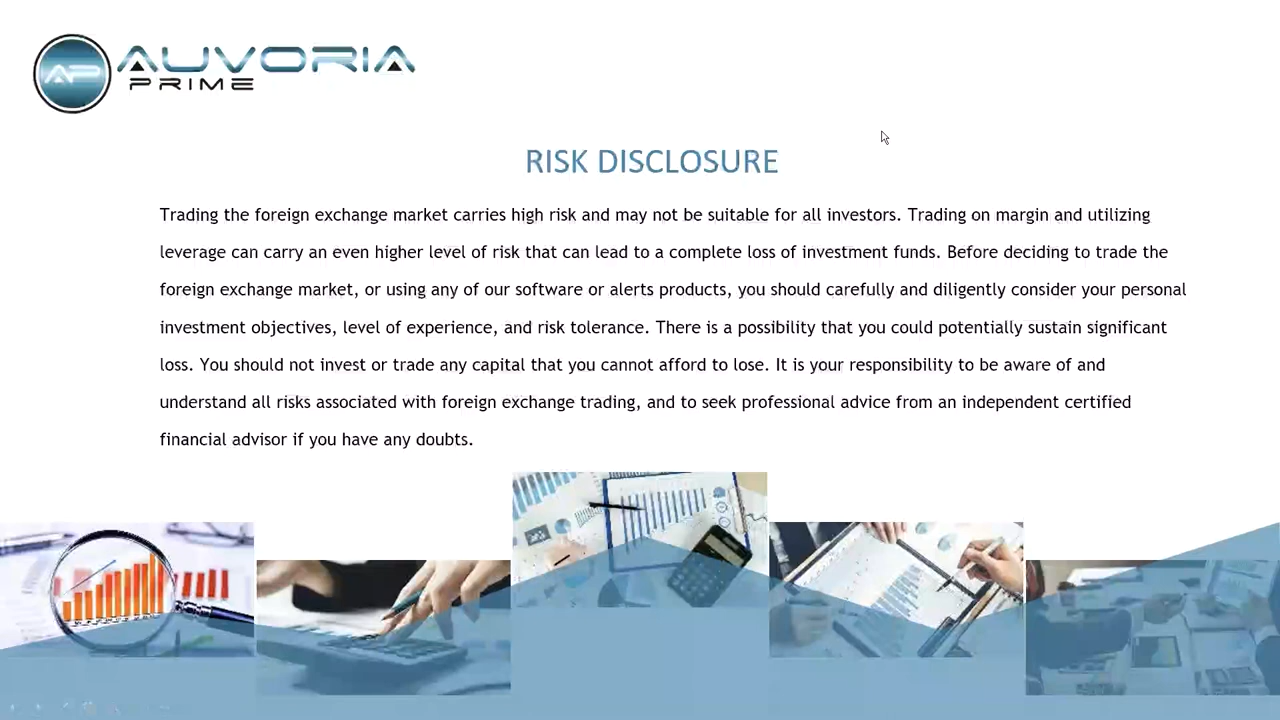 AP AUVORIA
PRIME
RISK DISCLOSURE
Trading the foreign exchange market carries high risk and may not be suitable for all investors. Trading on margin and utilizing
leverage can carry an even higher level of risk that can lead to a complete loss of investment funds. Before deciding to trade the
foreign exchange market, or using any of our software or alerts products, you should carefully and diligently consider your personal
investment objectives, level of experience, and risk tolerance. There is a possibility that you could potentially sustain significant
loss. You should not invest or trade any capital that you cannot afford to lose. It is your responsibility to be aware of and
understand all risks associated with foreign exchange trading, and to seek professional advice from an independent certified
financial advisor if you have any doubts.